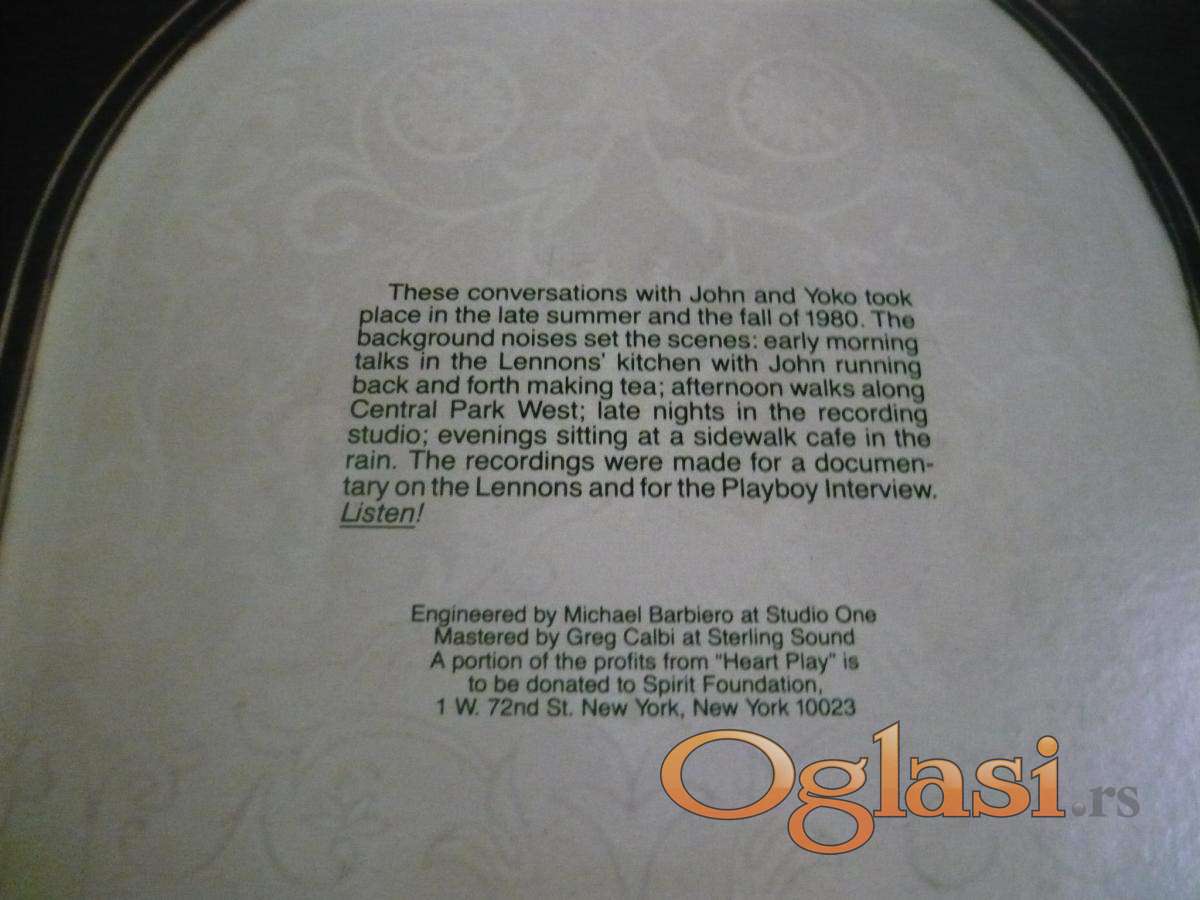 These conversations with John and Yoko took
place in the late summer and the fall of 1980. The
background noises set the scenes: early morning
talks in the Lennons' kitchen with John running
back and forth making tea; afternoon walks along
Central Park West; late nights in the recording
studio; evenings sitting at a sidewalk cafe in the
rain. The recordings were made for a documen-
tary on the Lennons and for the Playboy Interview.
Listen!
Engineered by Michael Barbiero at Studio One
Mastered by Greg Calbi at Sterling Sound
A portion of the profits from "Heart Play" is
to be donated to Spirit Foundation,
1 W. 72nd St. New York, New York 10023
Oglasi.rs